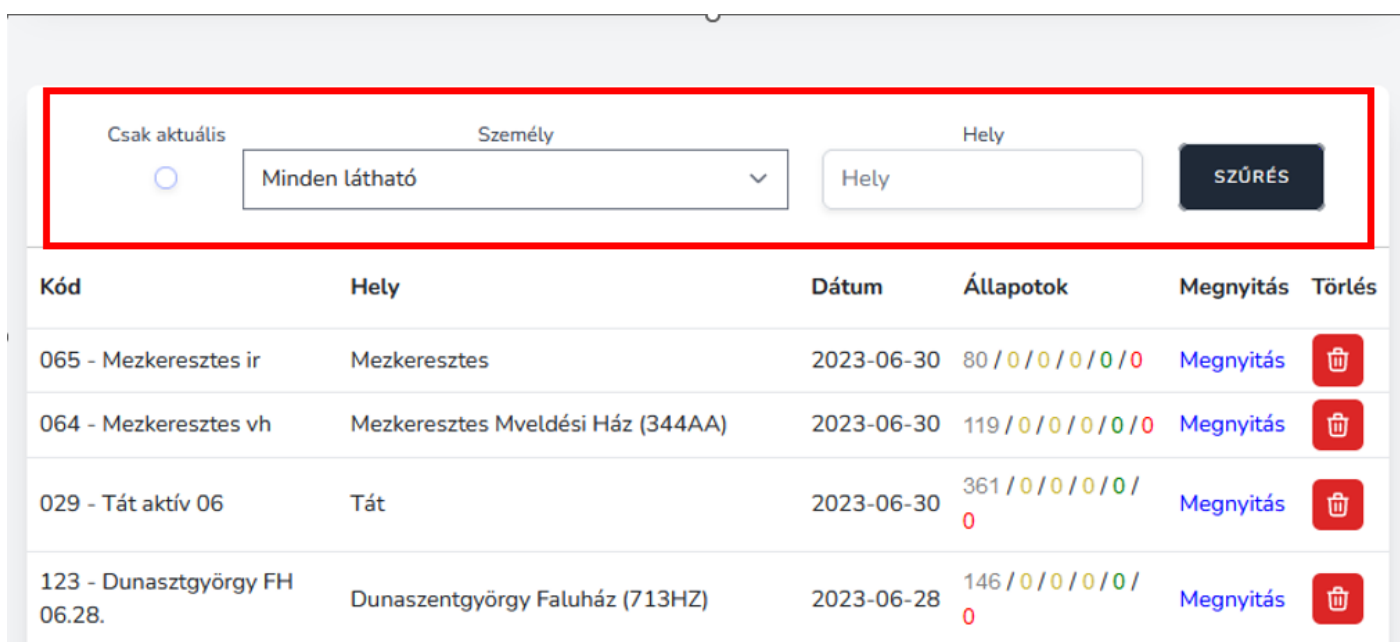 Csak aktuális Személy Hely
Minden látható Hely SZŰRÉS
Kód Hely Dátum Állapotok Megnyitás Törlés
065 - Mezkeresztes ir Mezkeresztes 2023-06-30 80 / 0 / 0 / 0 / 0 / 0 Megnyitás
064 - Mezkeresztes vh Mezkeresztes Mveldési Ház (344AA) 2023-06-30 119 / 0 / 0 / 0 / 0 / 0 Megnyitás
029 - Tát aktív 06 Tát 2023-06-30 361 / 0 / 0 / 0 / 0 /
0 Megnyitás
123 - Dunasztgyörgy FH
06.28. Dunaszentgyörgy Faluház (713HZ) 2023-06-28 146 / 0 / 0 / 0 / 0 /
0 Megnyitás